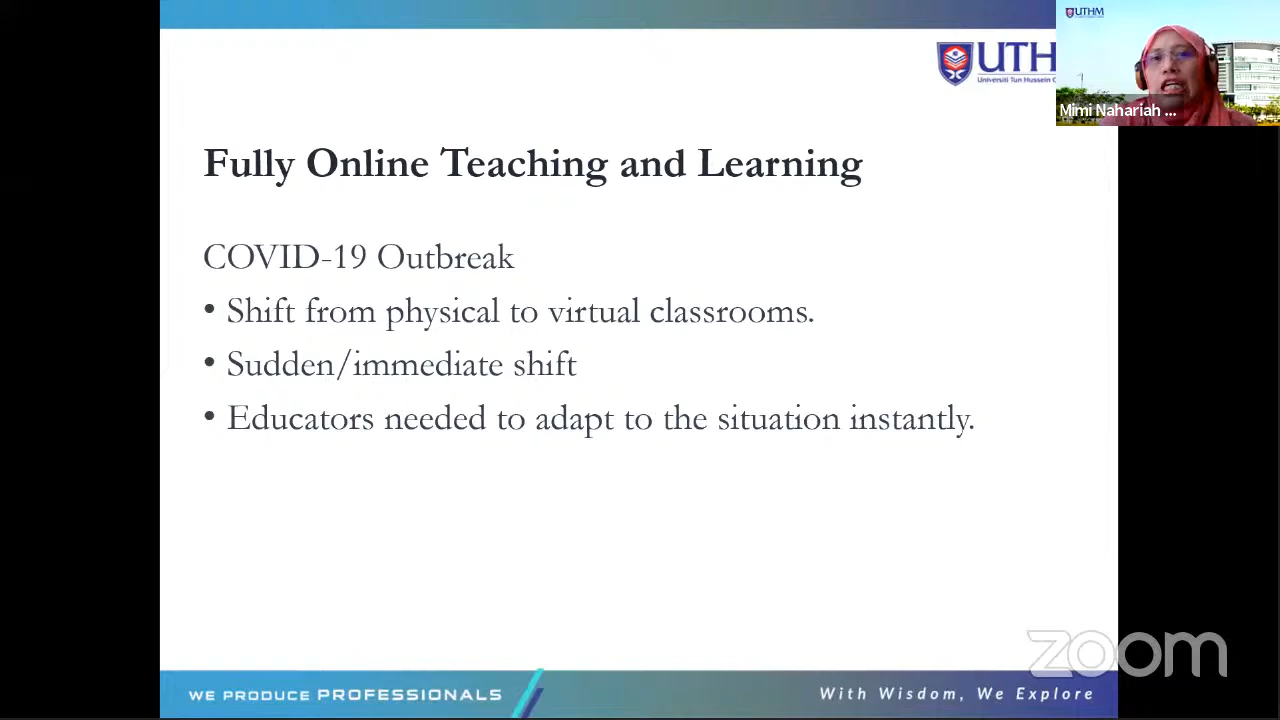 UTHM
UTH
Universiti Tun Hussein O
Mimi Nahariah ...
Fully Online Teaching and Learning
COVID-19 Outbreak
• Shift from physical to virtual classrooms.
• Sudden/immediate shift
• Educators needed to adapt to the situation instantly.
zoom
WE PRODUCE PROFESSIONALS
With Wisdom, We Explore